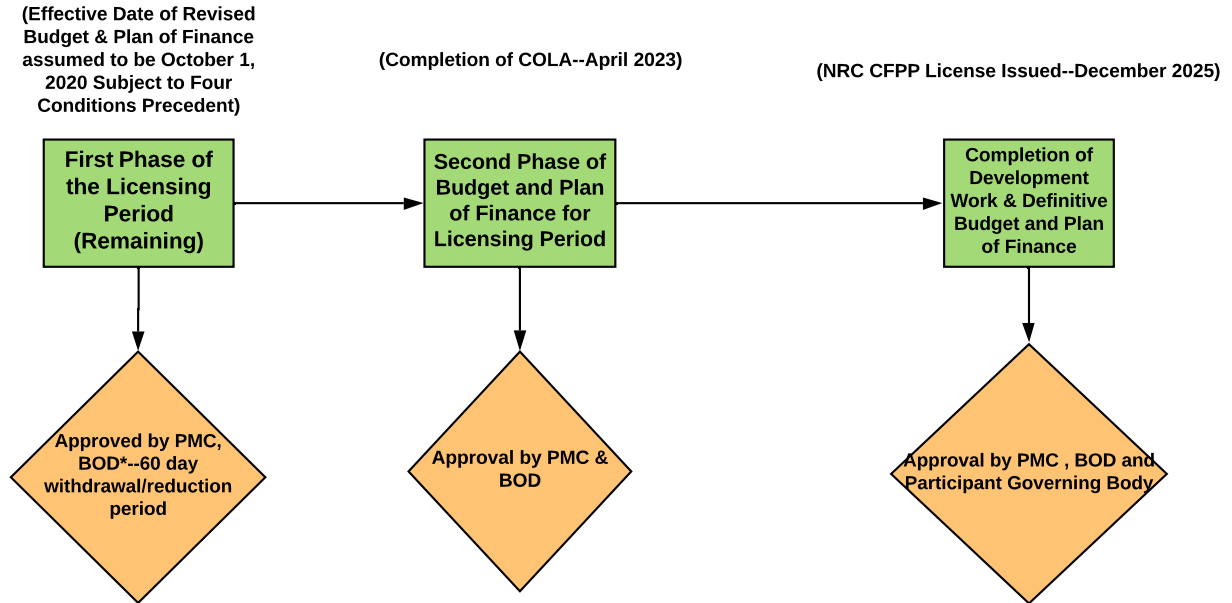 (Effective Date of Revised
Budget & Plan of Finance
assumed to be October 1,
2020 Subject to Four
Conditions Precedent)
(Completion of COLA--April 2023)
(NRC CFPP License Issued--December 2025)
First Phase of
the Licensing
Period
(Remaining)
Second Phase of
Budget and Plan
of Finance for
Licensing Period
Completion of
Development
Work & Definitive
Budget and Plan
of Finance
Approved by PMC,
BOD*--60 day
withdrawal/reduction
period
Approval by PMC &
BOD
Approval by PMC , BOD and
Participant Governing Body